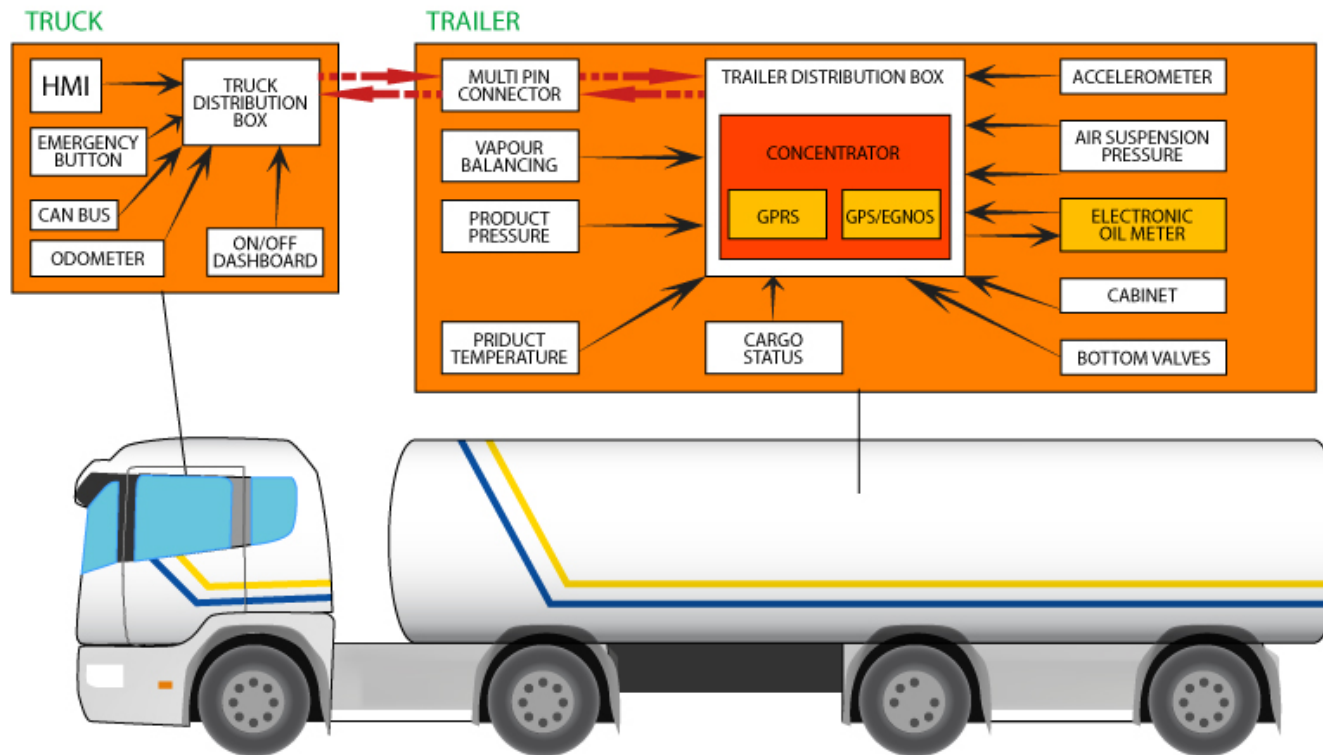 TRUCK
HMI
TRUCK
DISTRIBUTION
BOX
EMERGENCY
BUTTON
CAN BUS
ODOMETER
ON/OFF
DASHBOARD
TRAILER
MULTI PIN
CONNECTOR
VAPOUR
BALANCING
PRODUCT
PRESSURE
PRIDUCT
TEMPERATURE
TRAILER DISTRIBUTION BOX
CONCENTRATOR
GPRS
GPS/EGNOS
CARGO
STATUS
ACCELEROMETER
AIR SUSPENSION
PRESSURE
ELECTRONIC
OIL METER
CABINET
BOTTOM VALVES